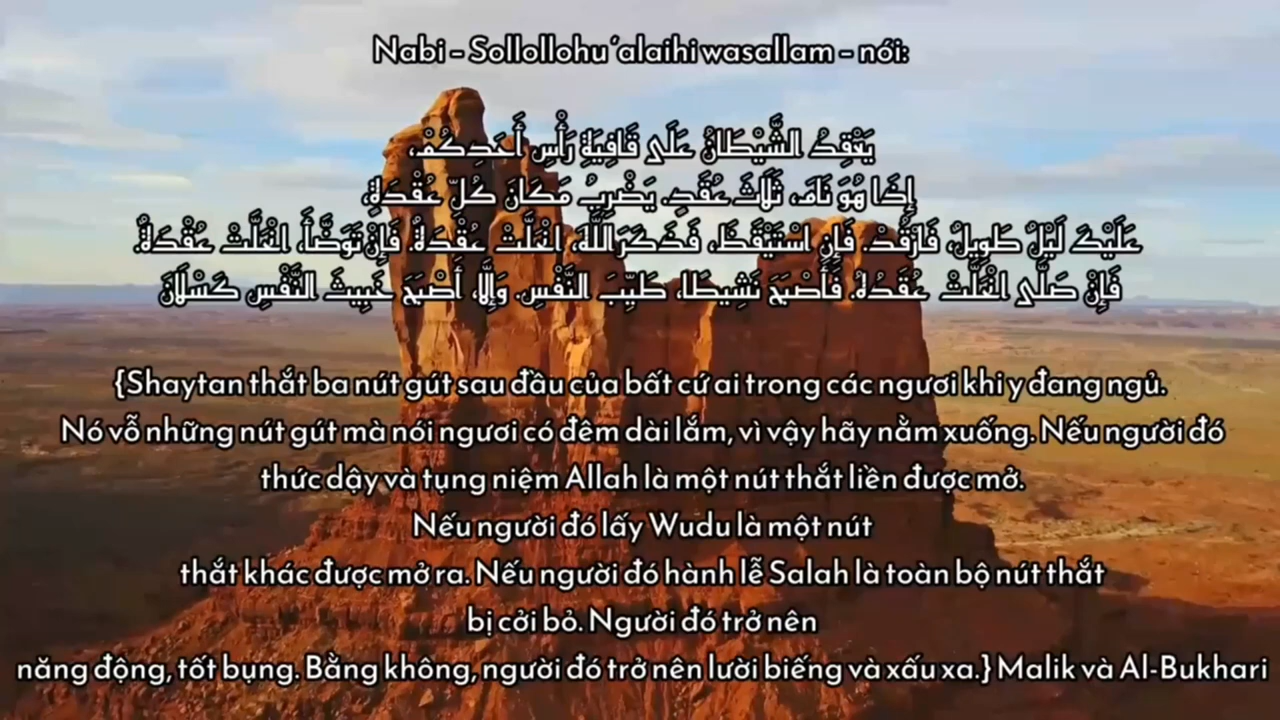 Nabi – Sollollohu ‘alaihi wasallam – nói:
يَعْقِدُ الشَّيْطَانُ عَلَى قَافِيَةِ رَأْسِ أَحَدِكُمْ،
إِذَا هُوَ نَامَ، ثَلَاثَ عُقَدٍ. يَضْرِبُ مَكَانَ كُلِّ عُقْدَةٍ،
عَلَيْكَ لَيْلٌ طَوِيلٌ، فَارْقُد. فَإِنِ اسْتَيْقَظَ، فَذَكَرَ اللَّهَ، انْحَلَّتْ عُقْدَةٌ. فَإِنْ تَوَضَّأَ، انْحَلَّتْ عُقْدَةٌ.
فَإِنْ صَلَّى انْحَلَّتْ عُقَدُهُ. فَأَصْبَحَ نَشِيطًا، طَيِّبَ النَّفْسِ. وَإِلَّا، أَصْبَحَ خَبِيثَ النَّفْسِ كَسْلَانَ
{Shaytan thắt ba nút gút sau đầu của bất cứ ai trong các ngươi khi y đang ngủ.
Nó vỗ những nút gút mà nói ngươi có đêm dài lắm, vì vậy hãy nằm xuống. Nếu người đó
thức dậy và tụng niệm Allah là một nút thắt liền được mở.
Nếu người đó lấy Wudu là một nút
thắt khác được mở ra. Nếu người đó hành lễ Salah là toàn bộ nút thắt
bị cởi bỏ. Người đó trở nên
năng động, tốt bụng. Bằng không, người đó trở nên lười biếng và xấu xa.} Malik và Al-Bukhari